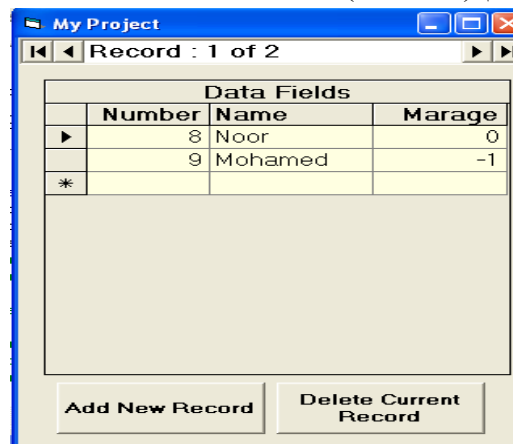 My Project
Record : 1 of 2
Data Fields
Number Name Marage
8 Noor 0
9 Mohamed -1
*
Add New Record
Delete Current
Record